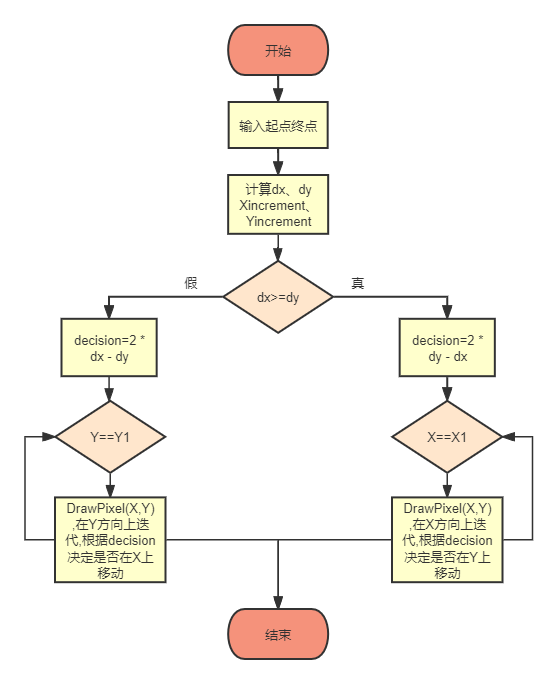 开始
输入起点终点
计算dx、dy
Xincrement、
Yincrement
假
dx>=dy
真
decision=2 *
dx - dy
decision=2 *
dy - dx
Y==Y1
X==X1
DrawPixel(X,Y)
,在Y方向上迭
代,根据decision
决定是否在X上
移动
DrawPixel(X,Y)
,在X方向上迭
代,根据decision
决定是否在Y上
移动
结束